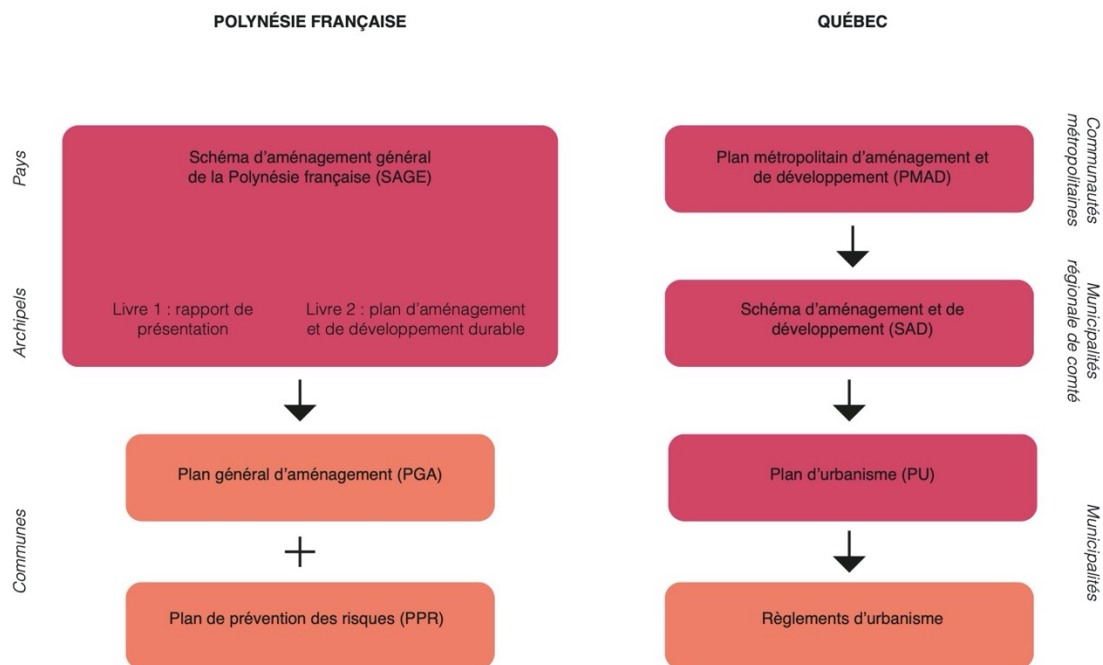 POLYNÉSIE FRANÇAISE
Pays
Archipels
Communes
Schéma d'aménagement général
de la Polynésie française (SAGE)
Livre 1 : rapport de
présentation
Livre 2 : plan d'aménagement
et de développement durable
Plan général d'aménagement (PGA)
Plan de prévention des risques (PPR)
QUÉBEC
Plan métropolitain d'aménagement et
de développement (PMAD)
Schéma d'aménagement et de
développement (SAD)
Plan d'urbanisme (PU)
Règlements d'urbanisme
Communautés
métropolitaines
Municipalités
régionale de comté
Municipalités